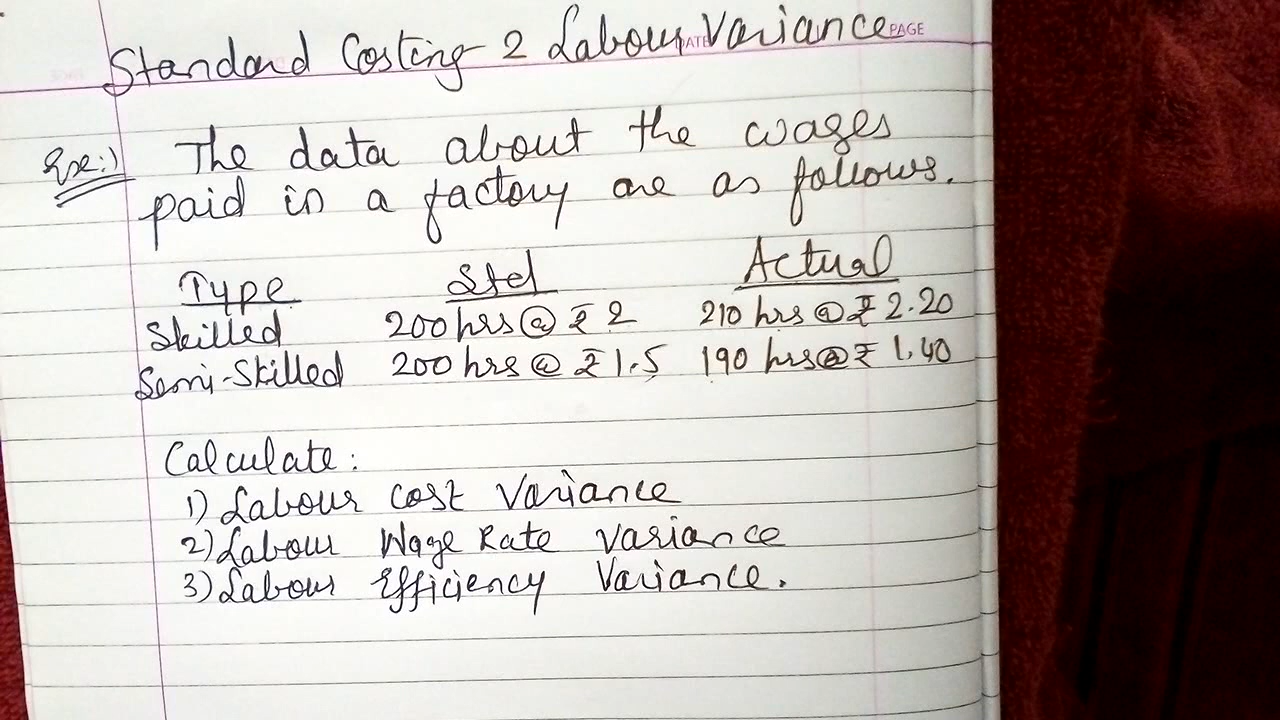 Standard Costing 2 Labour Variance PAGE
Exe:) The data about the wages
paid in a factory are as follows.
Type Std Actual
Skilled 200 hrs @ ₹ 2 210 hrs @ ₹ 2.20
Semi-Skilled 200 hrs @ ₹ 1.5 190 hrs @ ₹ 1.40
Calculate:
1) Labour Cost Variance
2) Labour Wage Rate Variance
3) Labour Efficiency Variance.